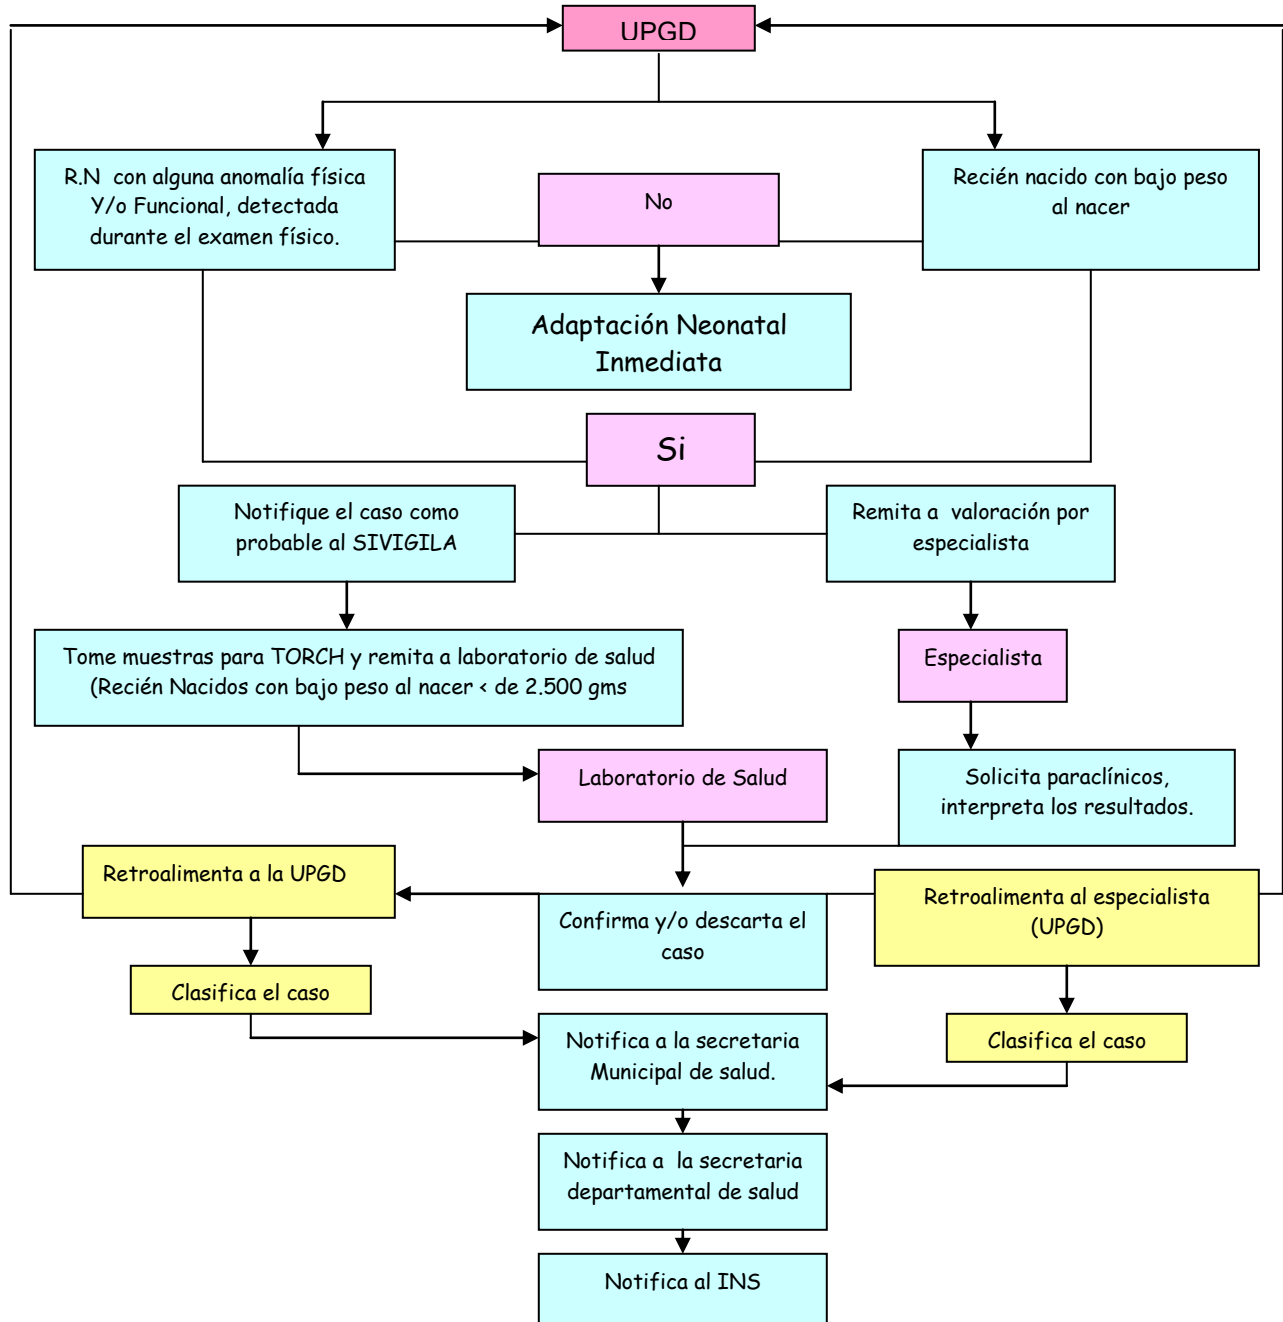 UPGD
R.N con alguna anomalía física
Y/o Funcional, detectada
durante el examen físico.
No
Recién nacido con bajo peso
al nacer
Adaptación Neonatal
Inmediata
Si
Notifique el caso como
probable al SIVIGILA
Remita a valoración por
especialista
Tome muestras para TORCH y remita a laboratorio de salud
(Recién Nacidos con bajo peso al nacer < de 2.500 gms
Especialista
Laboratorio de Salud
Solicita paraclínicos,
interpreta los resultados.
Retroalimenta a la UPGD
Confirma y/o descarta el
caso
Retroalimenta al especialista
(UPGD)
Clasifica el caso
Notifica a la secretaria
Municipal de salud.
Clasifica el caso
Notifica a la secretaria
departamental de salud
Notifica al INS